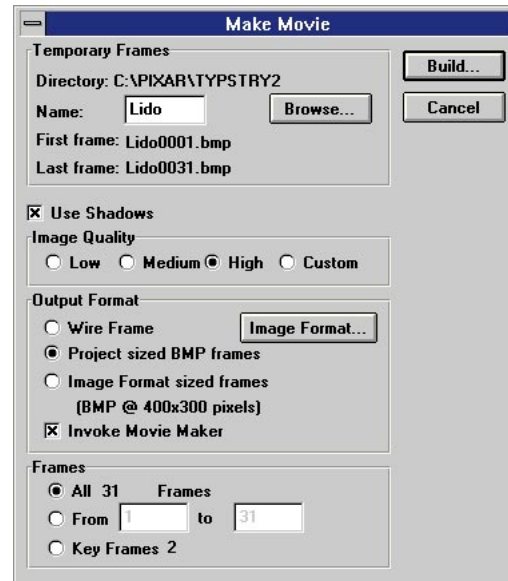 Make Movie
Temporary Frames
Directory: C:\PIXAR\TYPSTRY2
Name: Lido Browse...
First frame: Lido0001.bmp
Last frame: Lido0031.bmp
Build...
Cancel
Use Shadows
Image Quality
Low Medium High Custom
Output Format
Wire Frame Image Format...
Project sized BMP frames
Image Format sized frames
(BMP @ 400x300 pixels)
Invoke Movie Maker
Frames
All 31 Frames
From 1 to 31
Key Frames 2